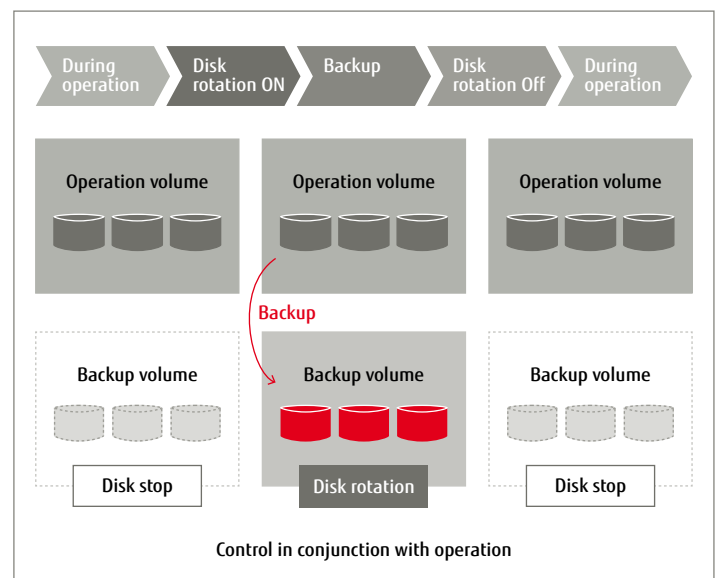 During
operation
Disk
rotation ON
Backup
Disk
rotation Off
During
operation
Operation volume
Operation volume
Operation volume
Backup
Backup volume
Backup volume
Backup volume
Disk stop
Disk rotation
Disk stop
Control in conjunction with operation